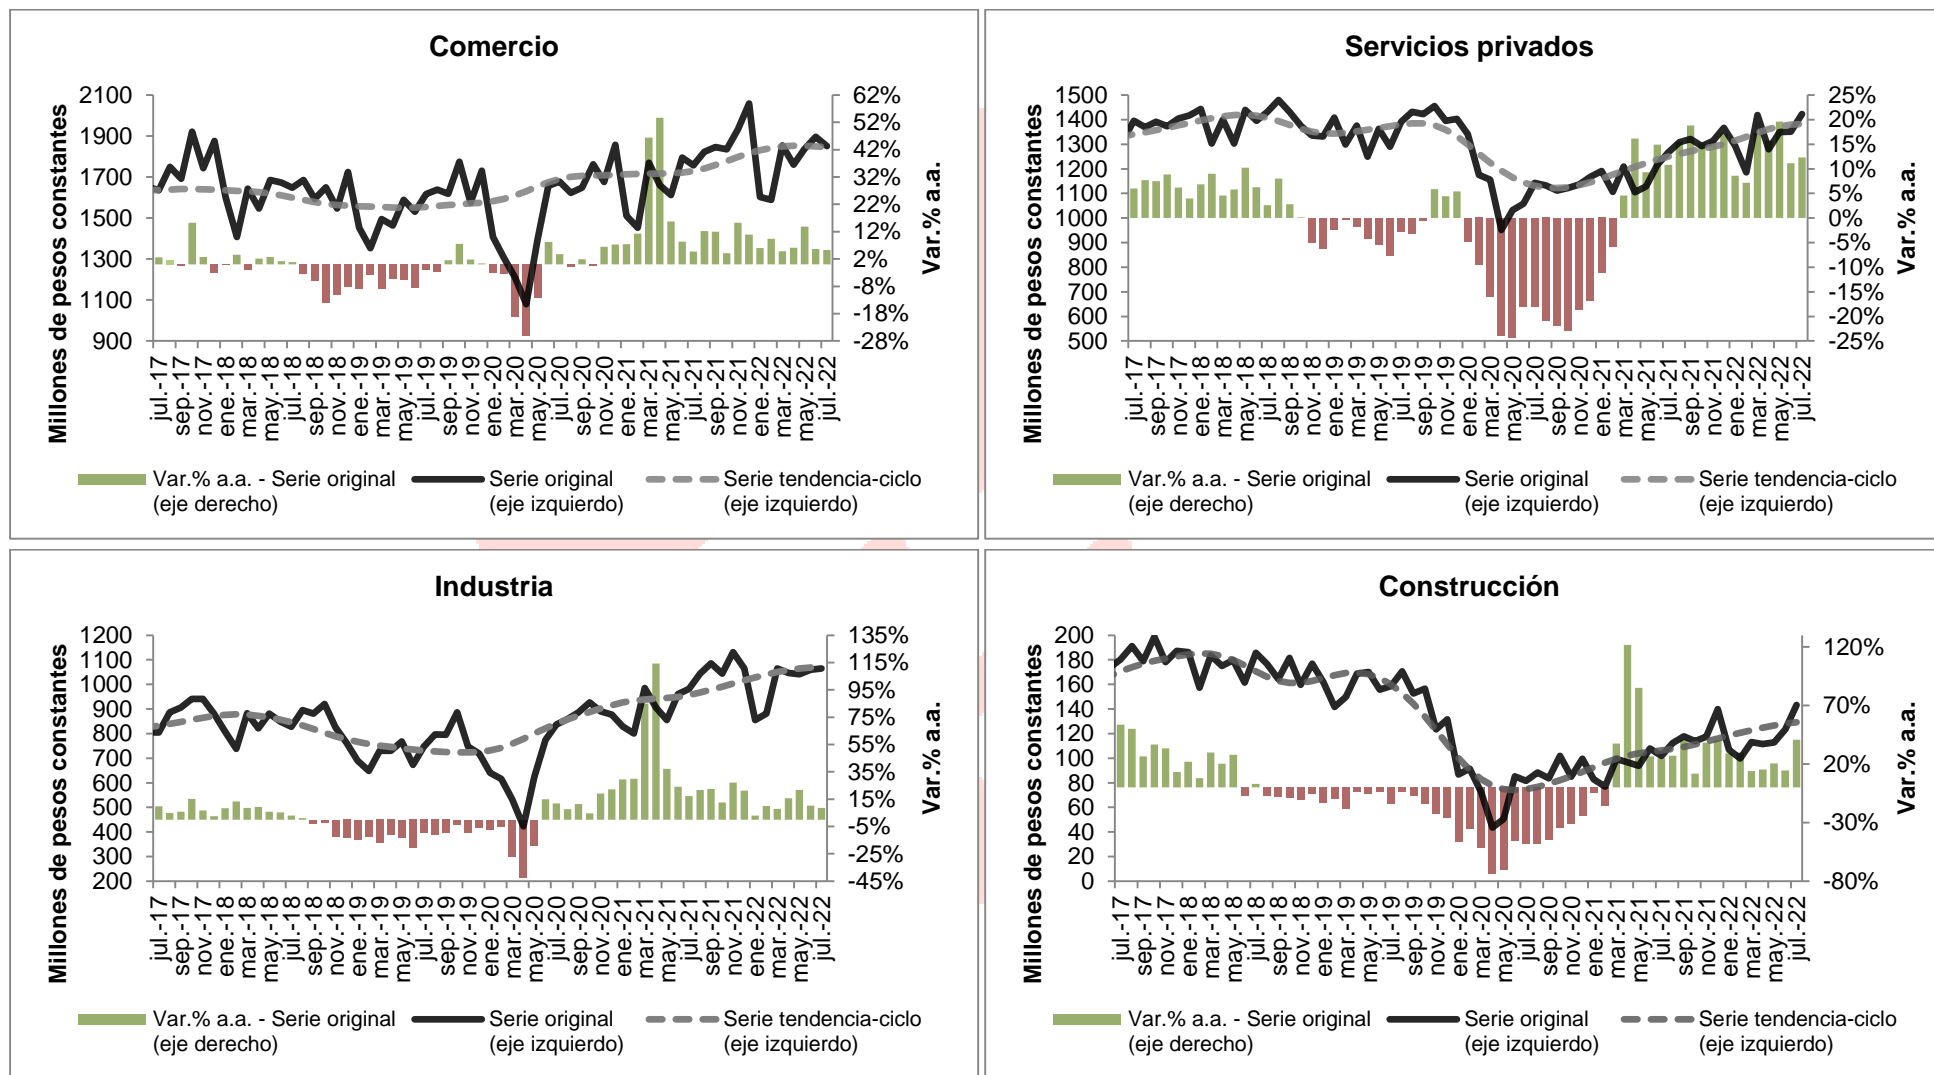 Comercio
Millones de pesos constantes
2100
1900
1700
1500
1300
1100
900
62%
52%
42%
32%
22%
12%
2%
-8%
-18%
-28%
Var.% a.a.
jul.-17
sep.-17
nov.-17
ene.-18
mar.-18
may.-18
jul.-18
sep.-18
nov.-18
ene.-19
mar.-19
may.-19
jul.-19
sep.-19
nov.-19
ene.-20
mar.-20
may.-20
jul.-20
sep.-20
nov.-20
ene.-21
mar.-21
may.-21
jul.-21
sep.-21
nov.-21
ene.-22
mar.-22
may.-22
jul.-22
Var.% a.a. - Serie original
(eje derecho)
Serie original
(eje izquierdo)
Serie tendencia-ciclo
(eje izquierdo)
Servicios privados
Millones de pesos constantes
1500
1400
1300
1200
1100
1000
900
800
700
600
500
25%
20%
15%
10%
5%
0%
-5%
-10%
-15%
-20%
-25%
Var.% a.a.
jul.-17
sep.-17
nov.-17
ene.-18
mar.-18
may.-18
jul.-18
sep.-18
nov.-18
ene.-19
mar.-19
may.-19
jul.-19
sep.-19
nov.-19
ene.-20
mar.-20
may.-20
jul.-20
sep.-20
nov.-20
ene.-21
mar.-21
may.-21
jul.-21
sep.-21
nov.-21
ene.-22
mar.-22
may.-22
jul.-22
Var.% a.a. - Serie original
(eje derecho)
Serie original
(eje izquierdo)
Serie tendencia-ciclo
(eje izquierdo)
Industria
Millones de pesos constantes
1200
1100
1000
900
800
700
600
500
400
300
200
135%
115%
95%
75%
55%
35%
15%
-5%
-25%
-45%
Var.% a.a.
jul.-17
sep.-17
nov.-17
ene.-18
mar.-18
may.-18
jul.-18
sep.-18
nov.-18
ene.-19
mar.-19
may.-19
jul.-19
sep.-19
nov.-19
ene.-20
mar.-20
may.-20
jul.-20
sep.-20
nov.-20
ene.-21
mar.-21
may.-21
jul.-21
sep.-21
nov.-21
ene.-22
mar.-22
may.-22
jul.-22
Var.% a.a. - Serie original
(eje derecho)
Serie original
(eje izquierdo)
Serie tendencia-ciclo
(eje izquierdo)
Construcción
Millones de pesos constantes
200
180
160
140
120
100
80
60
40
20
0
120%
70%
20%
-30%
-80%
Var.% a.a.
jul.-17
sep.-17
nov.-17
ene.-18
mar.-18
may.-18
jul.-18
sep.-18
nov.-18
ene.-19
mar.-19
may.-19
jul.-19
sep.-19
nov.-19
ene.-20
mar.-20
may.-20
jul.-20
sep.-20
nov.-20
ene.-21
mar.-21
may.-21
jul.-21
sep.-21
nov.-21
ene.-22
mar.-22
may.-22
jul.-22
Var.% a.a. - Serie original
(eje derecho)
Serie original
(eje izquierdo)
Serie tendencia-ciclo
(eje izquierdo)